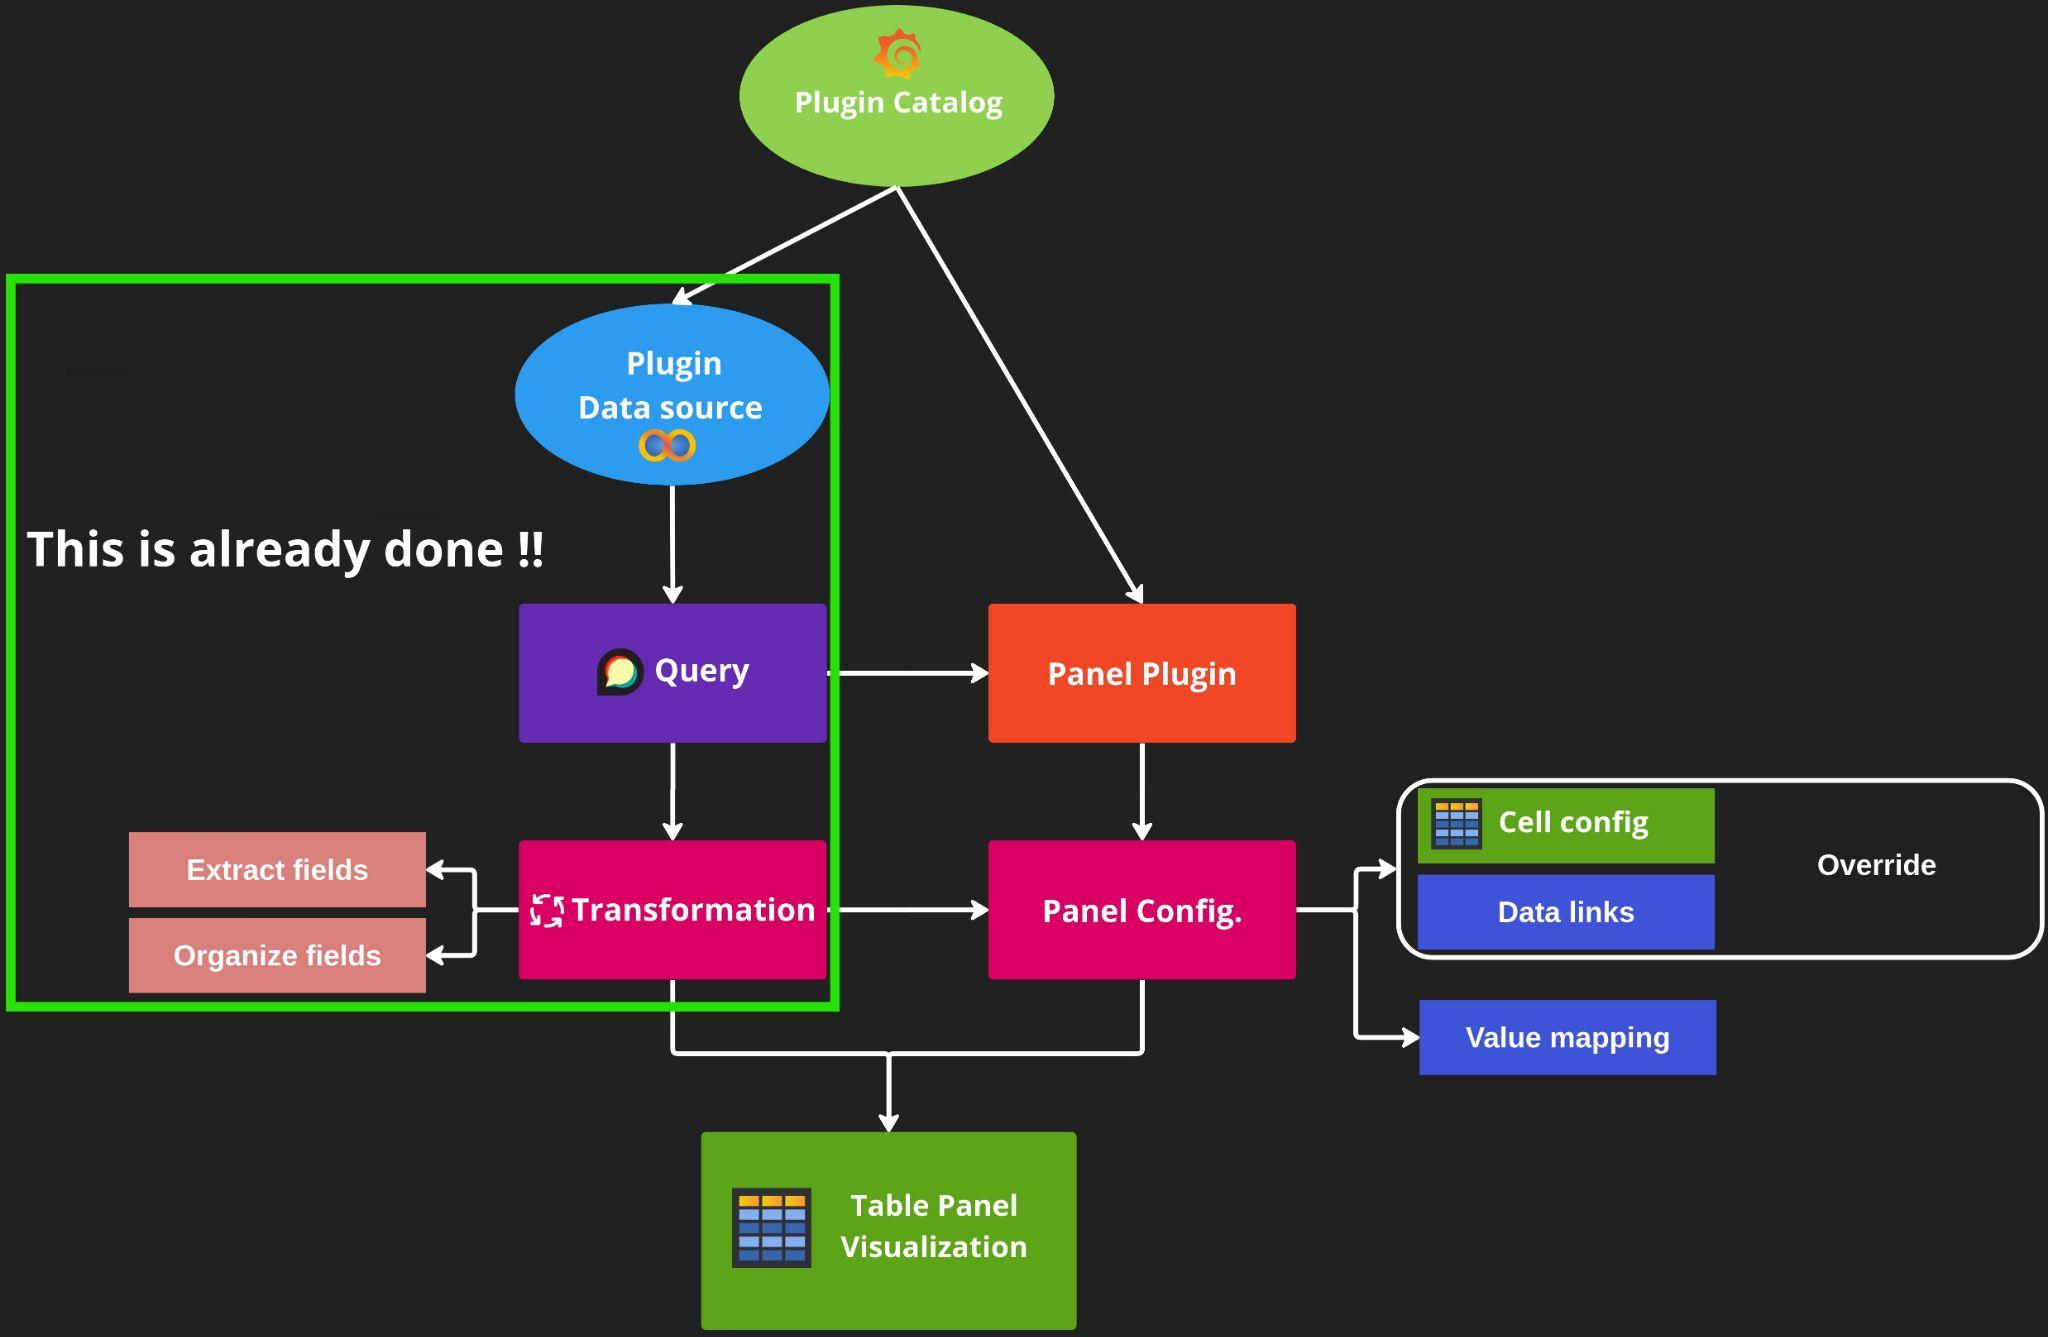 Plugin Catalog
Plugin
Data source
This is already done !!
Query
Panel Plugin
Extract fields
Organize fields
Transformation
Panel Config.
Cell config
Data links
Override
Value mapping
Table Panel
Visualization